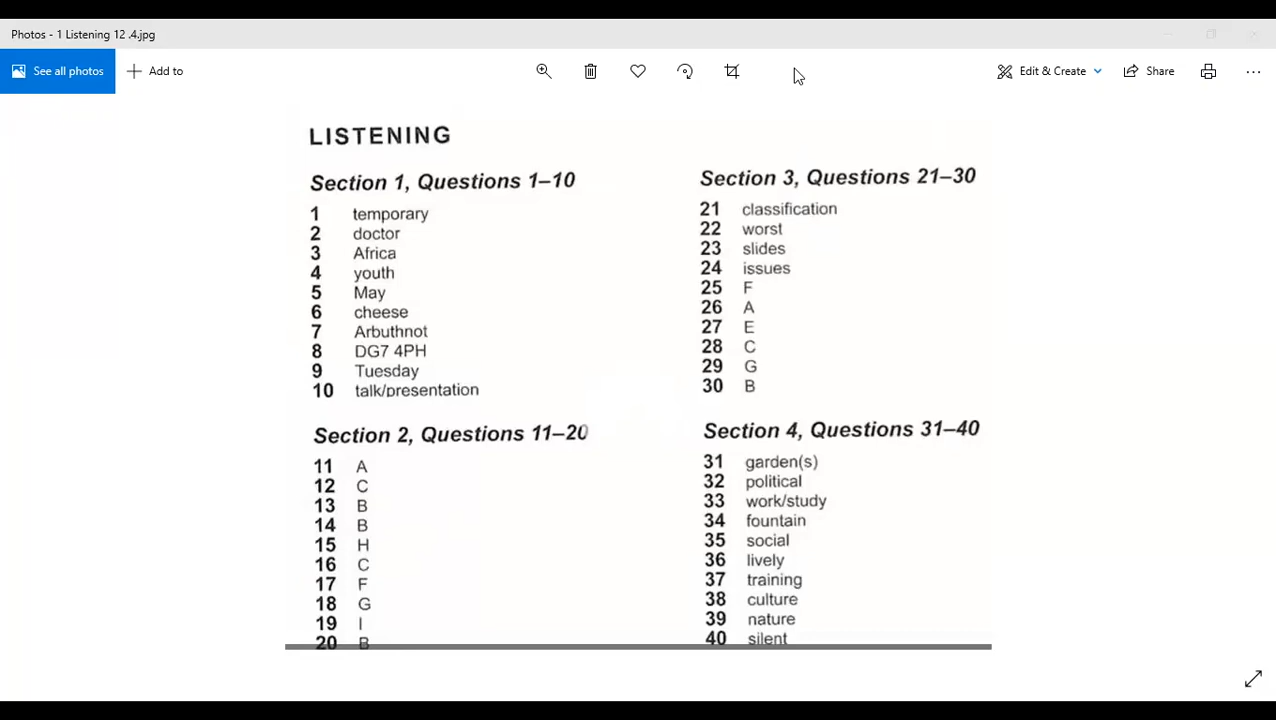 Photos - 1 Listening 12 .4.jpg
See all photos
Add to
Edit & Create
Share
LISTENING
Section 1, Questions 1–10
1 temporary
2 doctor
3 Africa
4 youth
5 May
6 cheese
7 Arbuthnot
8 DG7 4PH
9 Tuesday
10 talk/presentation
Section 2, Questions 11–20
11 A
12 C
13 B
14 B
15 H
16 C
17 F
18 G
19 I
20 B
Section 3, Questions 21–30
21 classification
22 worst
23 slides
24 issues
25 F
26 A
27 E
28 C
29 G
30 B
Section 4, Questions 31–40
31 garden(s)
32 political
33 work/study
34 fountain
35 social
36 lively
37 training
38 culture
39 nature
40 silent